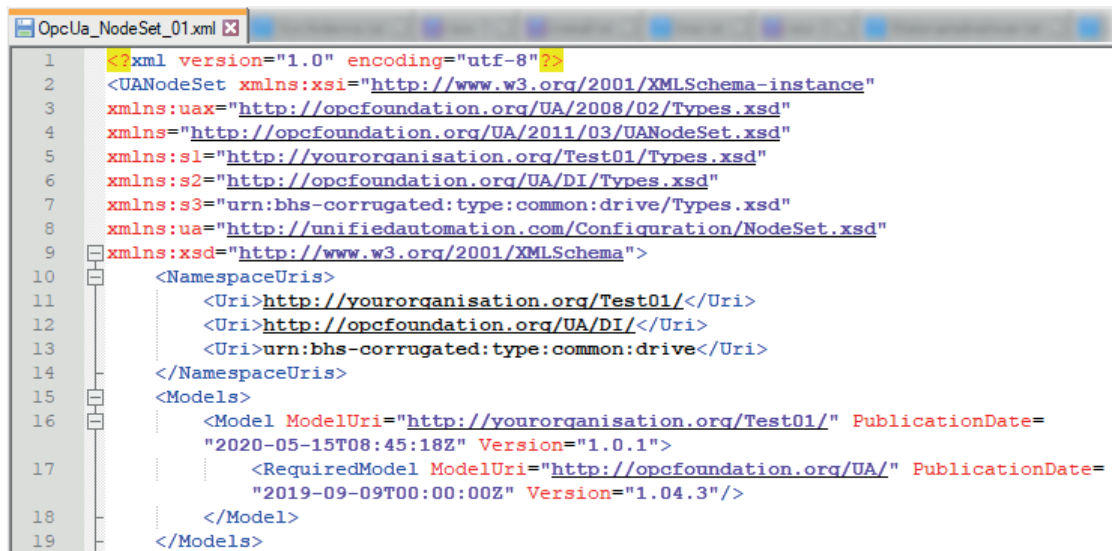 OpcUa_NodeSet_01.xml
1 <?xml version="1.0" encoding="utf-8"?>
2 <UANodeSet xmlns:xsi="http://www.w3.org/2001/XMLSchema-instance"
3 xmlns:uax="http://opcfoundation.org/UA/2008/02/Types.xsd"
4 xmlns="http://opcfoundation.org/UA/2011/03/UANodeSet.xsd"
5 xmlns:s1="http://yourorganisation.org/Test01/Types.xsd"
6 xmlns:s2="http://opcfoundation.org/UA/DI/Types.xsd"
7 xmlns:s3="urn:bhs-corrugated:type:common:drive/Types.xsd"
8 xmlns:ua="http://unifiedautomation.com/Configuration/NodeSet.xsd"
9 xmlns:xsd="http://www.w3.org/2001/XMLSchema">
10 <NamespaceUris>
11 <Uri>http://yourorganisation.org/Test01/</Uri>
12 <Uri>http://opcfoundation.org/UA/DI/</Uri>
13 <Uri>urn:bhs-corrugated:type:common:drive</Uri>
14 </NamespaceUris>
15 <Models>
16 <Model ModelUri="http://yourorganisation.org/Test01/" PublicationDate=
"2020-05-15T08:45:18Z" Version="1.0.1">
17 <RequiredModel ModelUri="http://opcfoundation.org/UA/" PublicationDate=
"2019-09-09T00:00:00Z" Version="1.04.3"/>
18 </Model>
19 </Models>